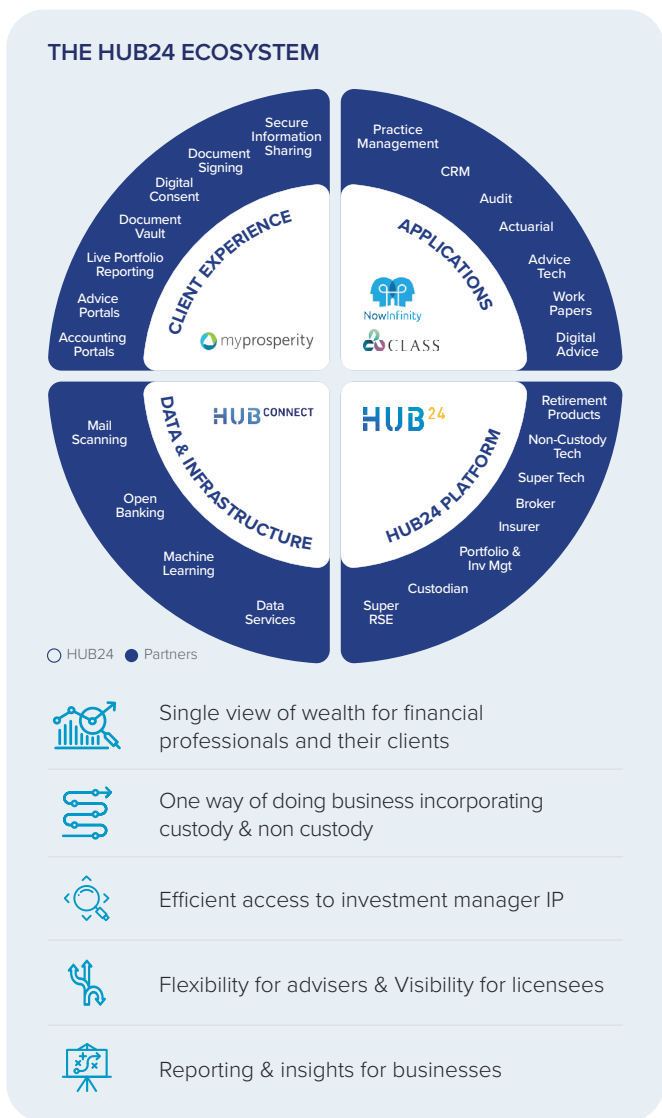 THE HUB24 ECOSYSTEM
Secure
Information
Sharing
Document
Signing
Digital
Consent
Document
Vault
Live Portfolio
Reporting
Advice
Portals
Accounting
Portals
CLIENT EXPERIENCE
myprosperity
Practice
Management
CRM
Audit
Actuarial
Advice
Tech
Work
Papers
Digital
Advice
APPLICATIONS
NowInfinity
CLASS
Mail
Scanning
Open
Banking
Machine
Learning
Data
Services
DATA & INFRASTRUCTURE
HUBCONNECT
HUB24
HUB24 PLATFORM
Retirement
Products
Non-Custody
Tech
Super Tech
Broker
Insurer
Portfolio &
Inv Mgt
Custodian
Super
RSE
HUB24 Partners
Single view of wealth for financial
professionals and their clients
One way of doing business incorporating
custody & non custody
Efficient access to investment manager IP
Flexibility for advisers & Visibility for licensees
Reporting & insights for businesses